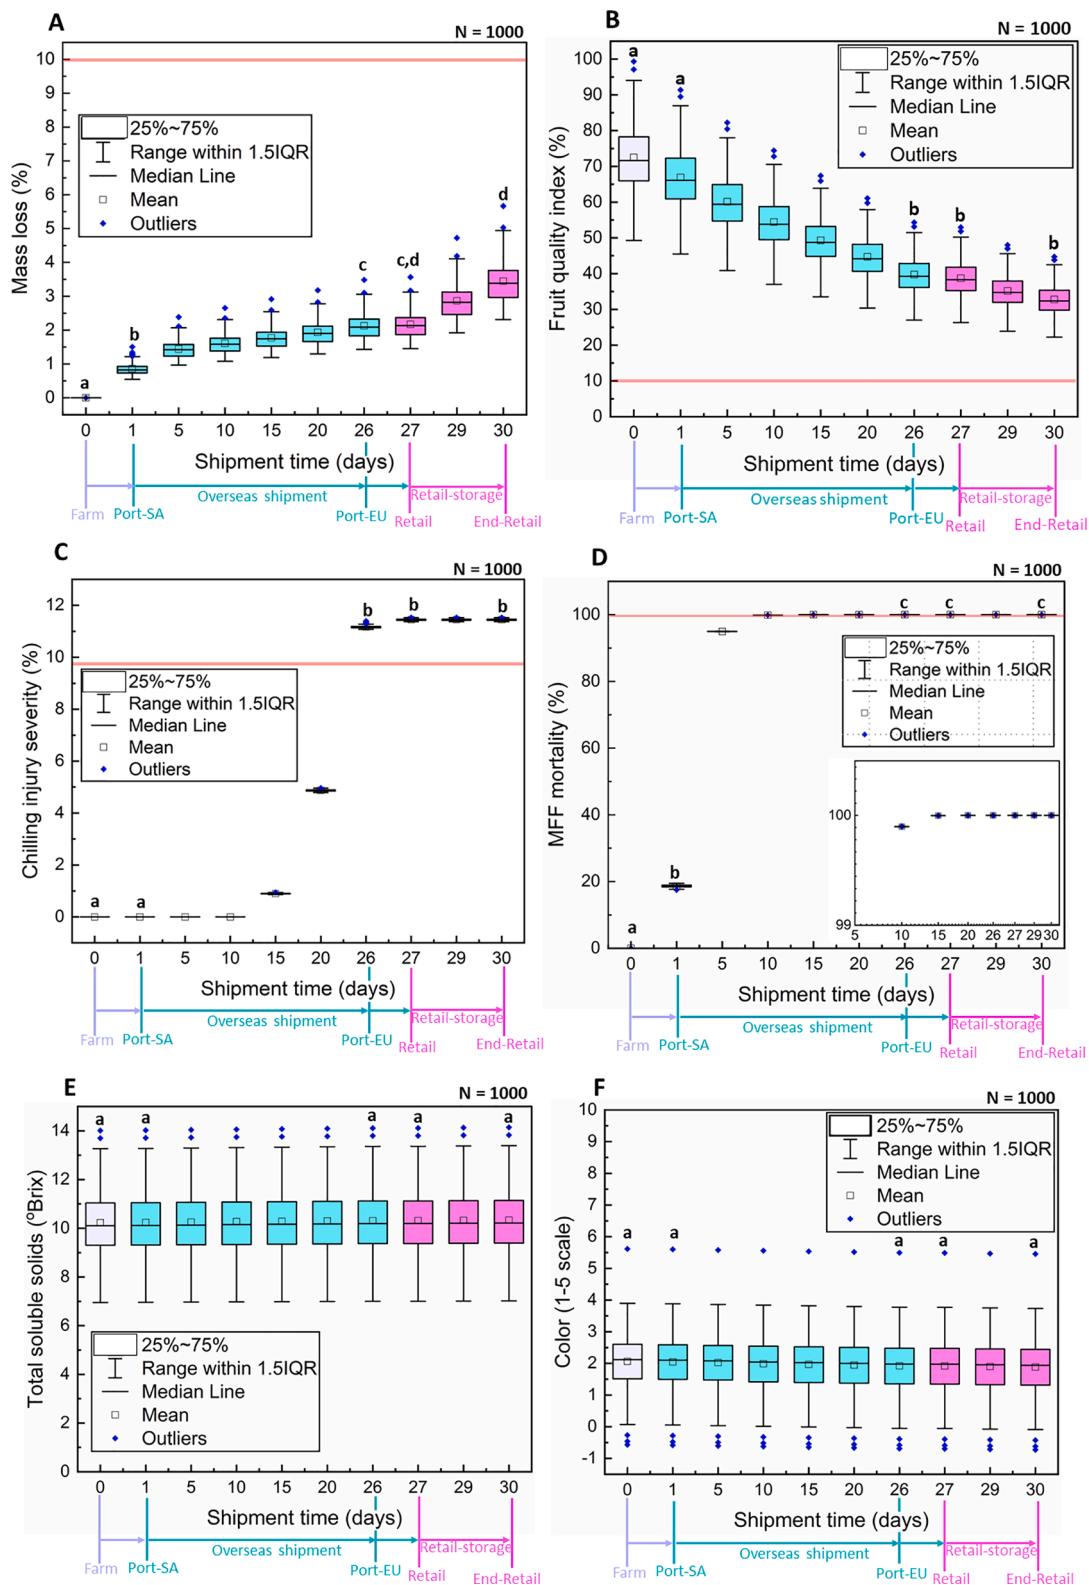 A
N = 1000
10
9
8
7
6
5
4
3
2
1
0
Mass loss (%)
25%~75%
Range within 1.5IQR
Median Line
Mean
Outliers
a
b
c
c,d
d
0 1 5 10 15 20 26 27 29 30
Shipment time (days)
Overseas shipment
Retail-storage
Farm
Port-SA
Port-EU
Retail
End-Retail
B
N = 1000
100
90
80
70
60
50
40
30
20
10
0
Fruit quality index (%)
25%~75%
Range within 1.5IQR
Median Line
Mean
Outliers
a
a
b
b
b
0 1 5 10 15 20 26 27 29 30
Shipment time (days)
Overseas shipment
Retail-storage
Farm
Port-SA
Port-EU
Retail
End-Retail
C
N = 1000
12
10
8
6
4
2
0
Chilling injury severity (%)
25%~75%
Range within 1.5IQR
Median Line
Mean
Outliers
a
a
b
b
b
0 1 5 10 15 20 26 27 29 30
Shipment time (days)
Overseas shipment
Retail-storage
Farm
Port-SA
Port-EU
Retail
End-Retail
D
N = 1000
100
80
60
40
20
0
MFF mortality (%)
25%~75%
Range within 1.5IQR
Median Line
Mean
Outliers
a
b
c
c
c
100
99
5 10 15 20 26 27 29 30
0 1 5 10 15 20 26 27 29 30
Shipment time (days)
Overseas shipment
Retail-storage
Farm
Port-SA
Port-EU
Retail
End-Retail
E
N = 1000
14
12
10
8
6
4
2
0
Total soluble solids (ºBrix)
a
a
a
a
a
25%~75%
Range within 1.5IQR
Median Line
Mean
Outliers
0 1 5 10 15 20 26 27 29 30
Shipment time (days)
Overseas shipment
Retail-storage
Farm
Port-SA
Port-EU
Retail
End-Retail
F
N = 1000
10
9
8
7
6
5
4
3
2
1
0
-1
Color (1-5 scale)
25%~75%
Range within 1.5IQR
Median Line
Mean
Outliers
a
a
a
a
a
0 1 5 10 15 20 26 27 29 30
Shipment time (days)
Overseas shipment
Retail-storage
Farm
Port-SA
Port-EU
Retail
End-Retail